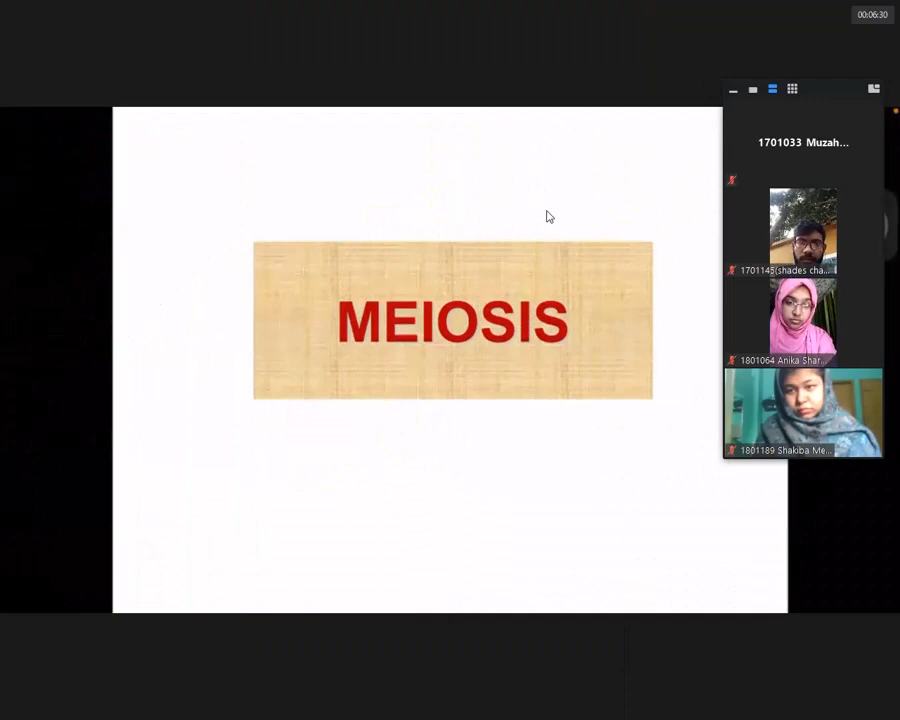 00:06:30
1701033 Muzah...
MEIOSIS
1701145(shades cha...
1801064 Anika Shar...
1801189 Shakiba Me...